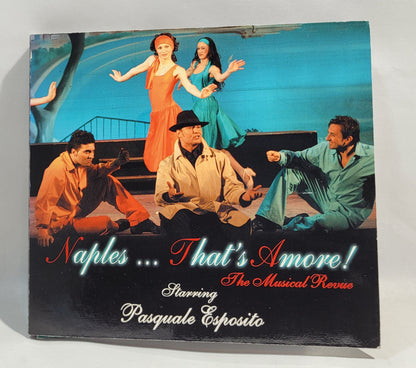 Naples ... That's Amore!
The Musical Revue
Starring
Pasquale Esposito